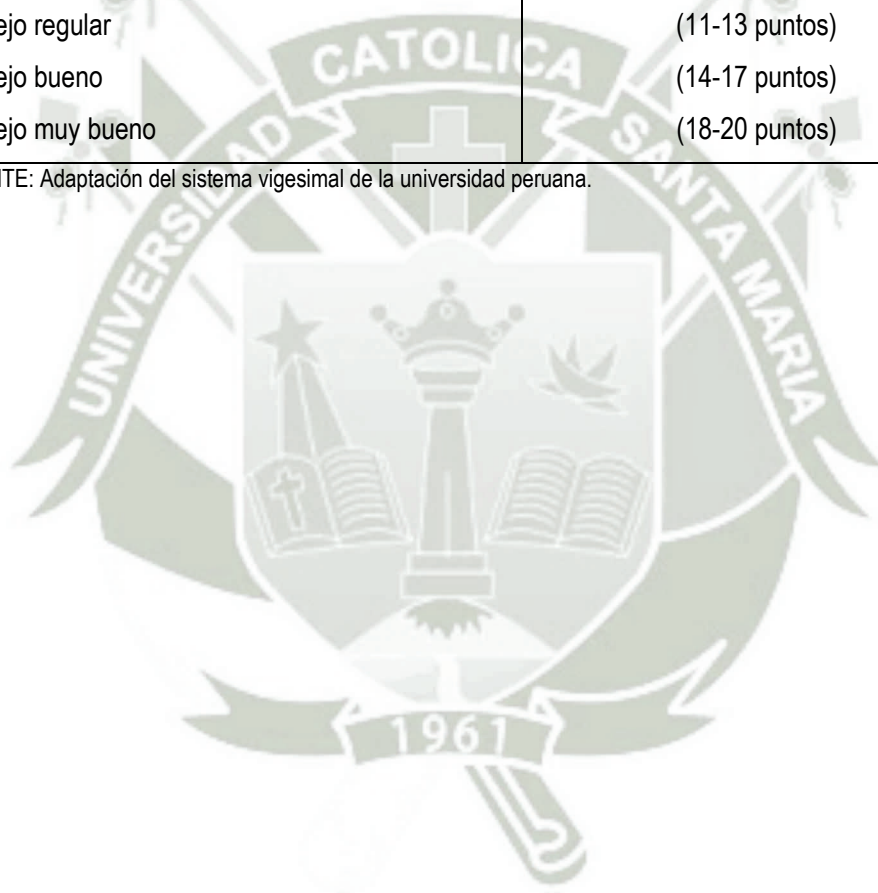 ejo regular (11-13 puntos)
ejo bueno (14-17 puntos)
ejo muy bueno (18-20 puntos)
TE: Adaptación del sistema vigesimal de la universidad peruana.
UNIVERSIDAD CATOLICA SANTA MARIA
1961